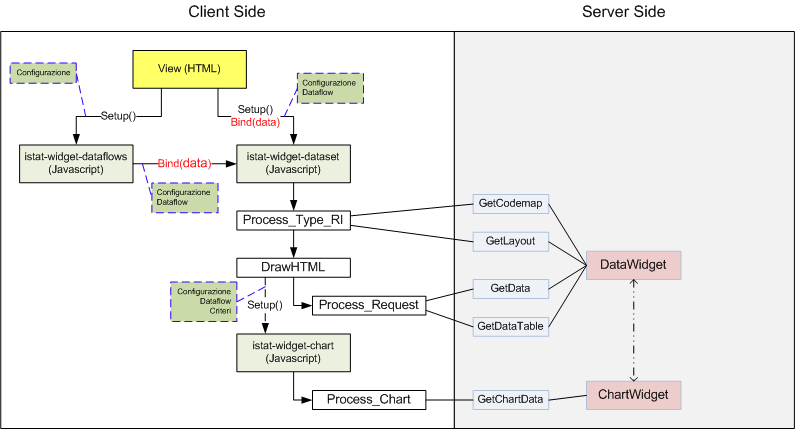 Client Side
Server Side
View (HTML)
Configurazione
Configurazione
Dataflow
Setup()
Setup()
Bind(data)
istat-widget-dataflows
(Javascript)
Bind(data)
istat-widget-dataset
(Javascript)
Configurazione
Dataflow
Process_Type_RI
GetCodemap
GetLayout
DataWidget
DrawHTML
Configurazione
Dataflow
Criteri
Setup()
Process_Request
GetData
GetDataTable
istat-widget-chart
(Javascript)
Process_Chart
GetChartData
ChartWidget